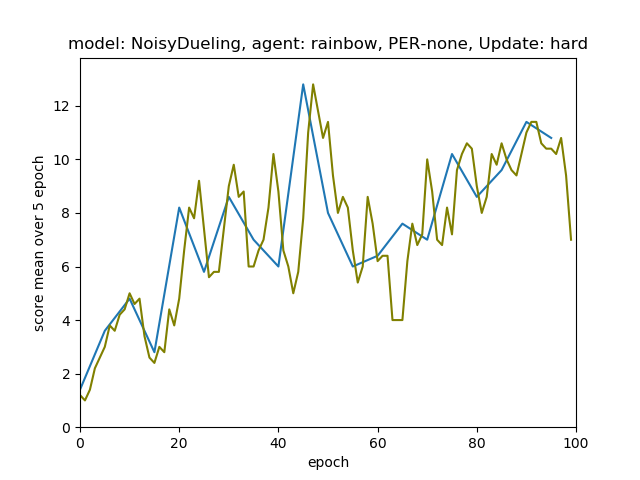 model: NoisyDueling, agent: rainbow, PER-none, Update: hard
score mean over 5 epoch
12
10
8
6
4
2
0
0 20 40 60 80 100
epoch